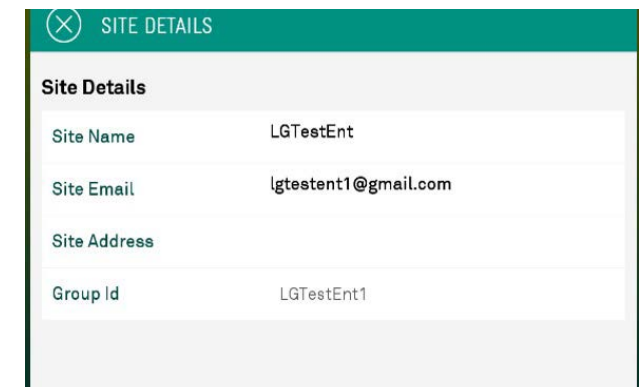 SITE DETAILS
Site Details
Site Name LGTestEnt
Site Email lgtestent1@gmail.com
Site Address
Group Id LGTestEnt1